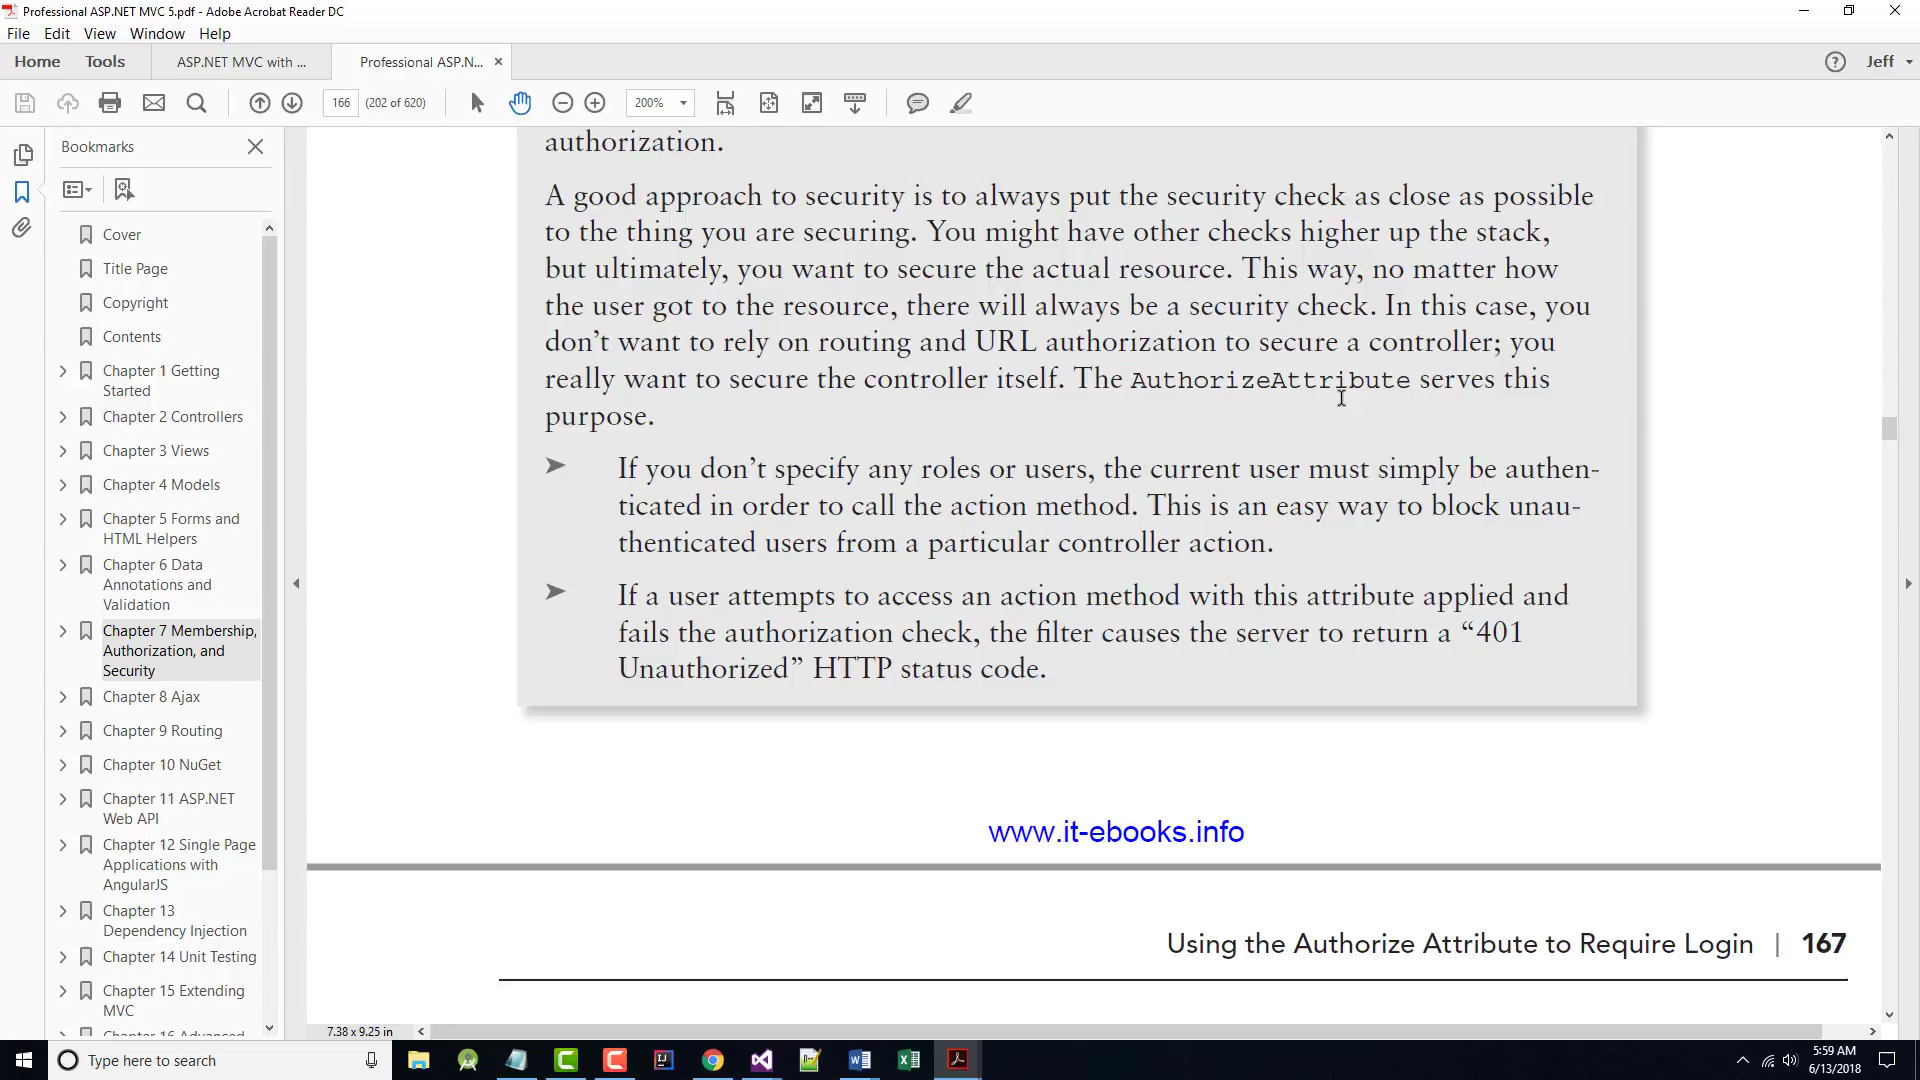 Professional ASP.NET MVC 5.pdf - Adobe Acrobat Reader DC
File Edit View Window Help
Home Tools ASP.NET MVC with ... Professional ASP.N... ×
Jeff
166 (202 of 620) 200%
Bookmarks
Cover
Title Page
Copyright
Contents
Chapter 1 Getting
Started
Chapter 2 Controllers
Chapter 3 Views
Chapter 4 Models
Chapter 5 Forms and
HTML Helpers
Chapter 6 Data
Annotations and
Validation
Chapter 7 Membership,
Authorization, and
Security
Chapter 8 Ajax
Chapter 9 Routing
Chapter 10 NuGet
Chapter 11 ASP.NET
Web API
Chapter 12 Single Page
Applications with
AngularJS
Chapter 13
Dependency Injection
Chapter 14 Unit Testing
Chapter 15 Extending
MVC
Chapter 16 Advanced
authorization.
A good approach to security is to always put the security check as close as possible
to the thing you are securing. You might have other checks higher up the stack,
but ultimately, you want to secure the actual resource. This way, no matter how
the user got to the resource, there will always be a security check. In this case, you
don’t want to rely on routing and URL authorization to secure a controller; you
really want to secure the controller itself. The AuthorizeAttribute serves this
purpose.
➤ If you don’t specify any roles or users, the current user must simply be authen-
ticated in order to call the action method. This is an easy way to block unau-
thenticated users from a particular controller action.
➤ If a user attempts to access an action method with this attribute applied and
fails the authorization check, the filter causes the server to return a “401
Unauthorized” HTTP status code.
www.it-ebooks.info
Using the Authorize Attribute to Require Login | 167
7.38 x 9.25 in
Type here to search
5:59 AM
6/13/2018